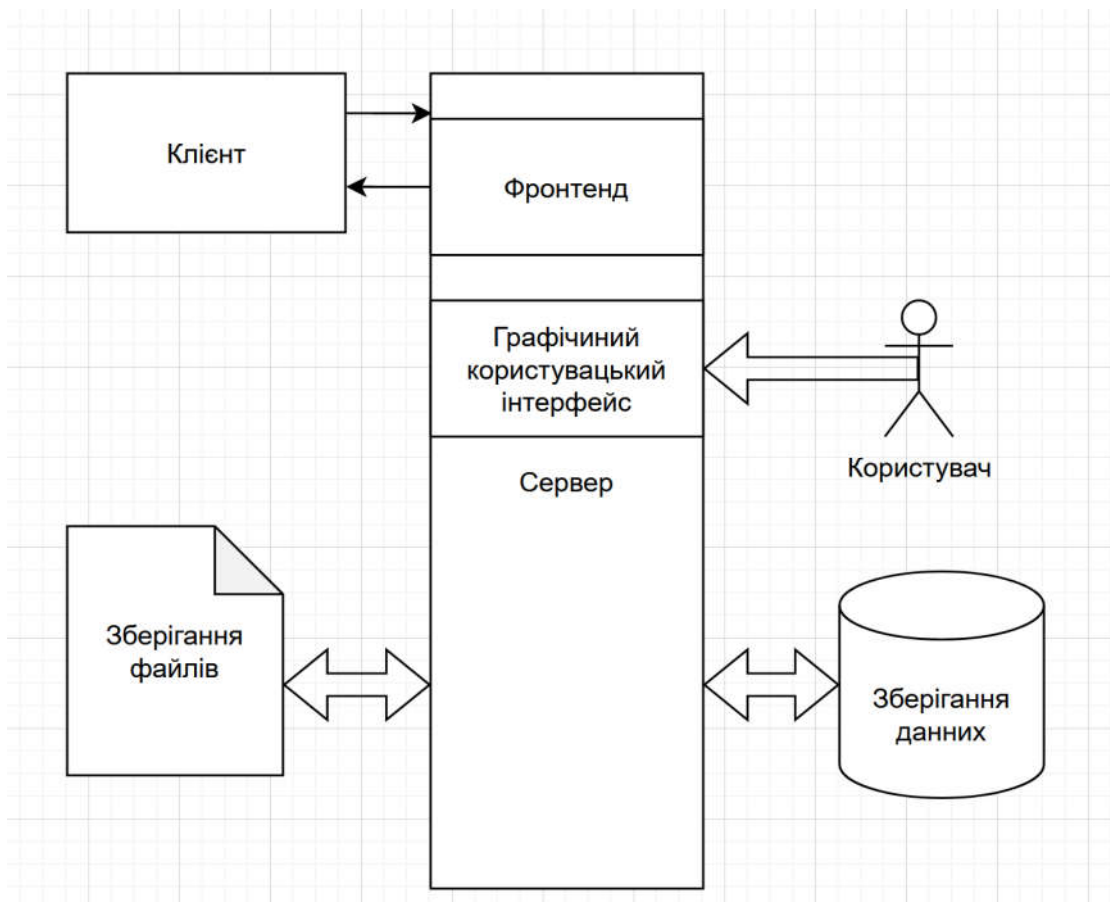 Клієнт
Фронтенд
Графічиний
користувацький
інтерфейс
Користувач
Сервер
Зберігання
файлів
Зберігання
данних